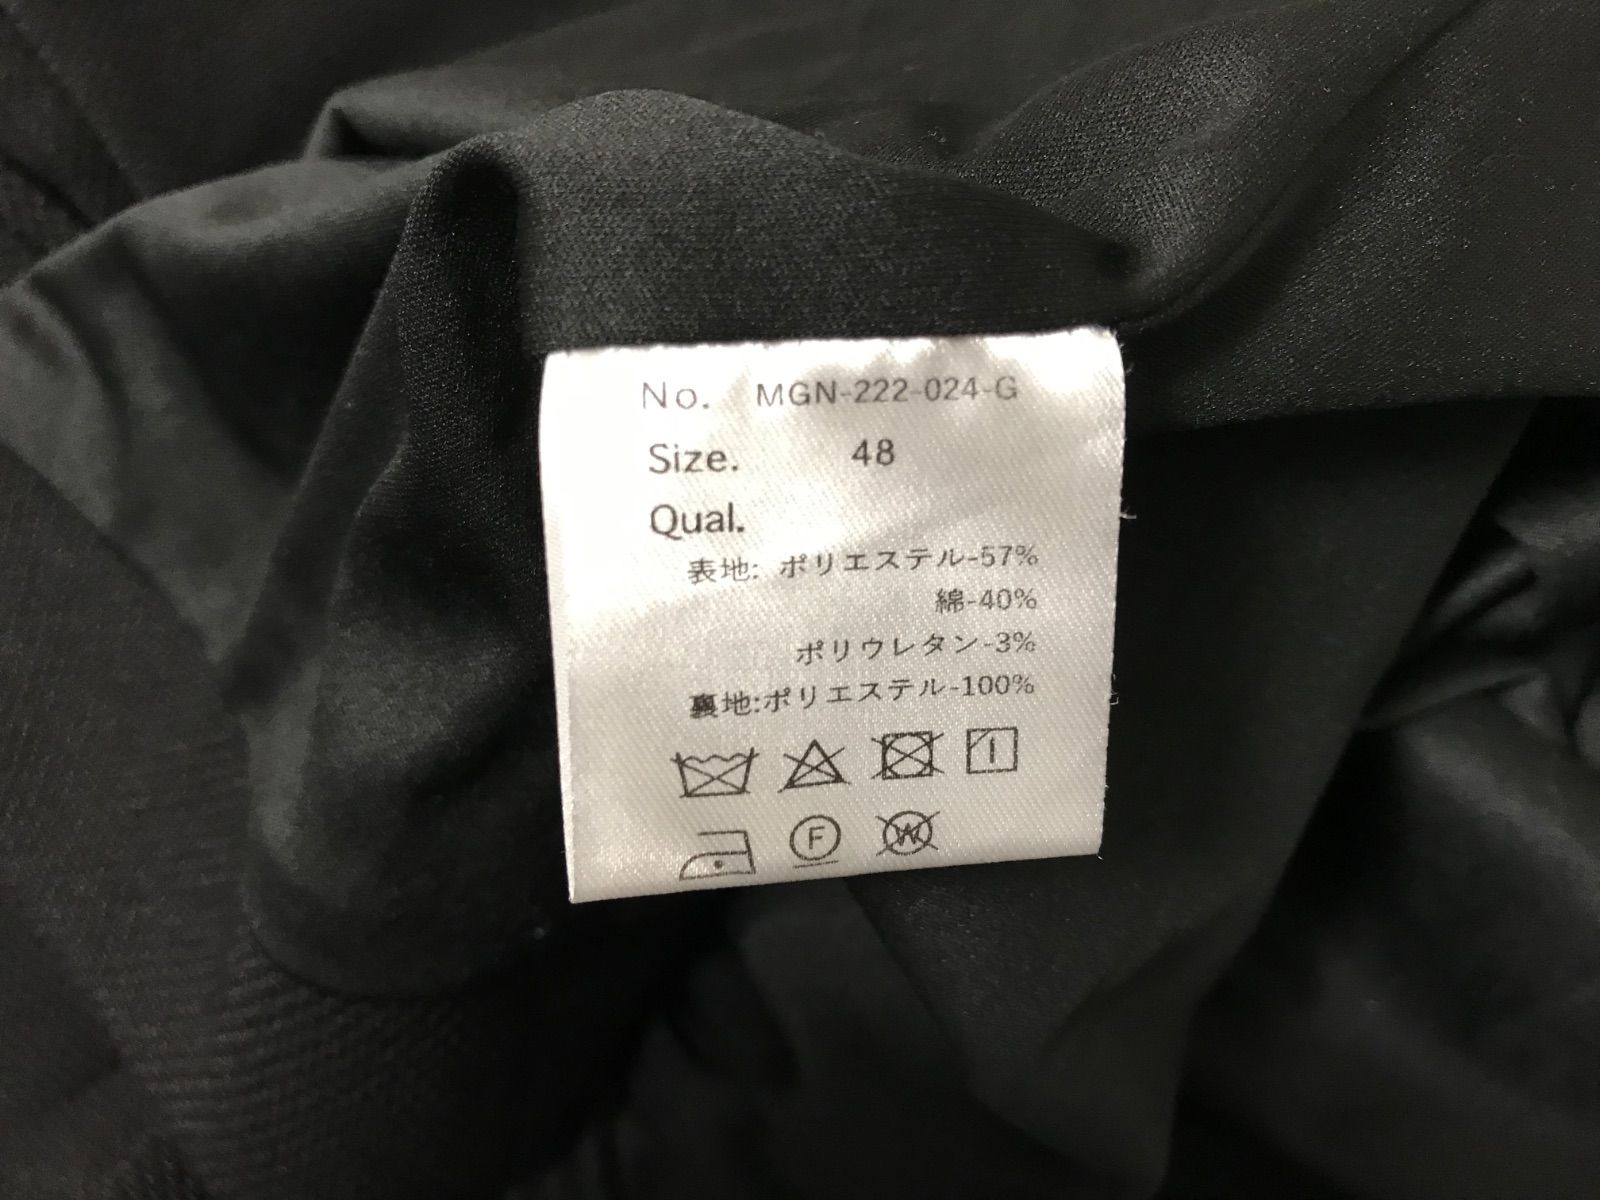 No. MGN-222-024-G
Size. 48
Qual.
表地: ポリエステル-57%
綿-40%
ポリウレタン-3%
裏地:ポリエステル-100%
F W